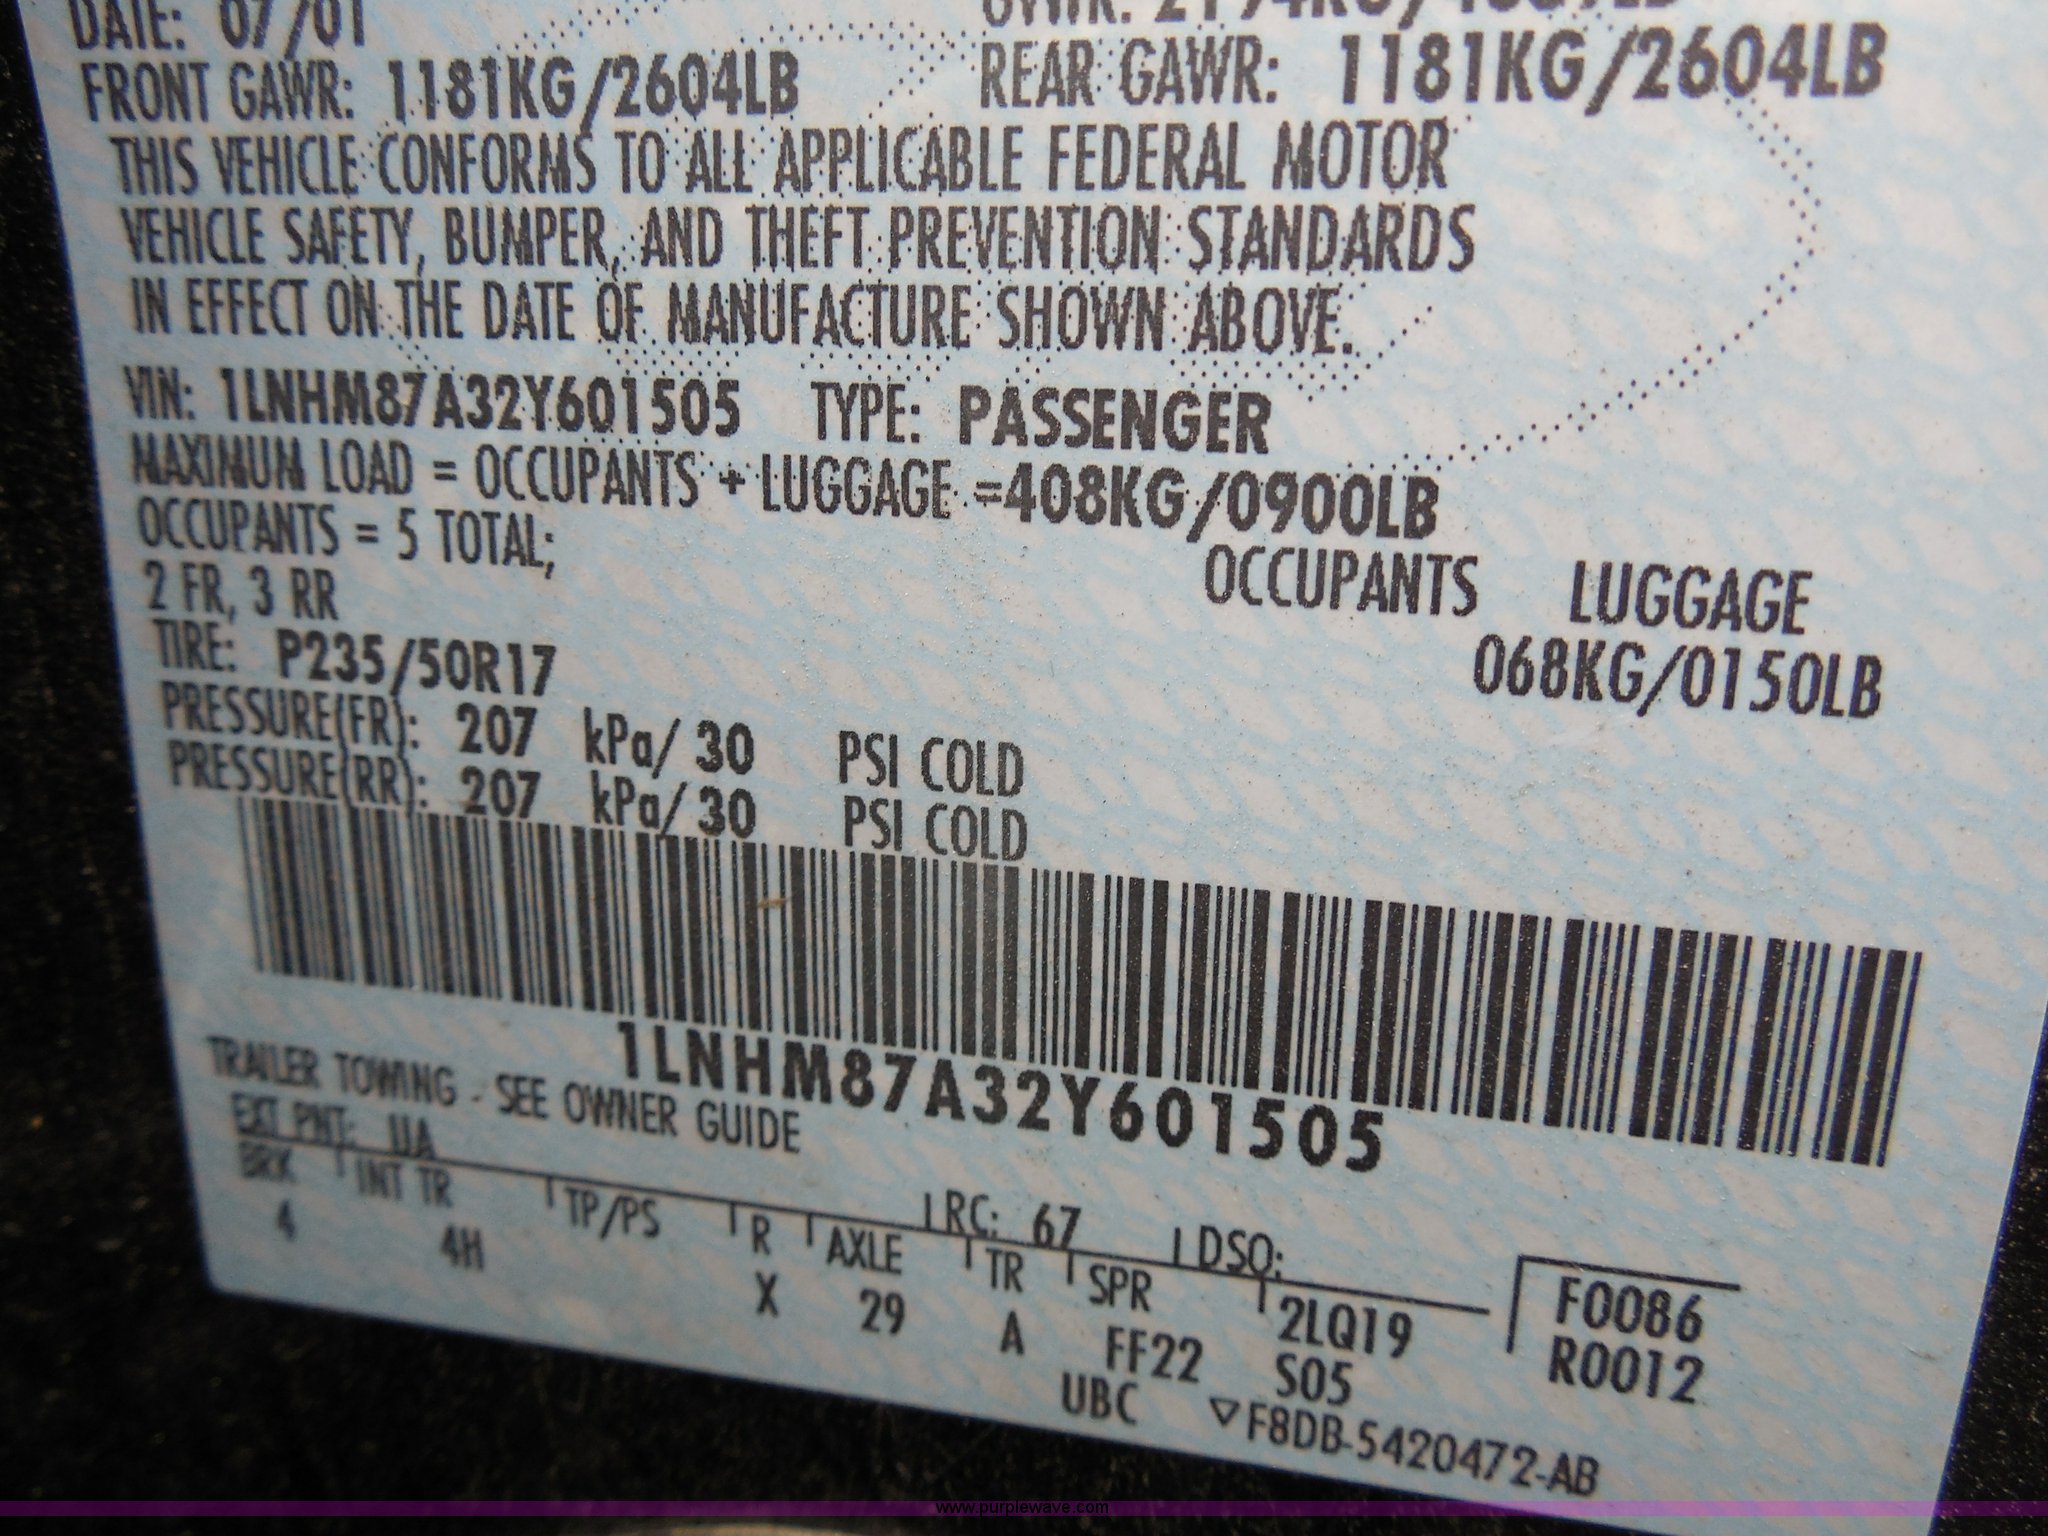 DATE: 07/01
GVWR:
FRONT GAWR: 1181KG/2604LB REAR GAWR: 1181KG/2604LB
THIS VEHICLE CONFORMS TO ALL APPLICABLE FEDERAL MOTOR
VEHICLE SAFETY, BUMPER, AND THEFT PREVENTION STANDARDS
IN EFFECT ON THE DATE OF MANUFACTURE SHOWN ABOVE.
VIN: 1LNHM87A32Y601505 TYPE: PASSENGER
MAXIMUM LOAD = OCCUPANTS + LUGGAGE =408KG/0900LB
OCCUPANTS = 5 TOTAL; OCCUPANTS LUGGAGE
2 FR, 3 RR 068KG/0150LB
TIRE: P235/50R17
PRESSURE(FR): 207 kPa/ 30 PSI COLD
PRESSURE(RR): 207 kPa/ 30 PSI COLD
1LNHM87A32Y601505
TRAILER TOWING - SEE OWNER GUIDE
EXT PNT: UA RC: 67 DSO:
BRK INT TR TP/PS R AXLE TR SPR 2LQ19 F0086
4 4H X 29 A FF22 S05 R0012
UBC ▽F8DB-5420472-AB
www.purplewave.com